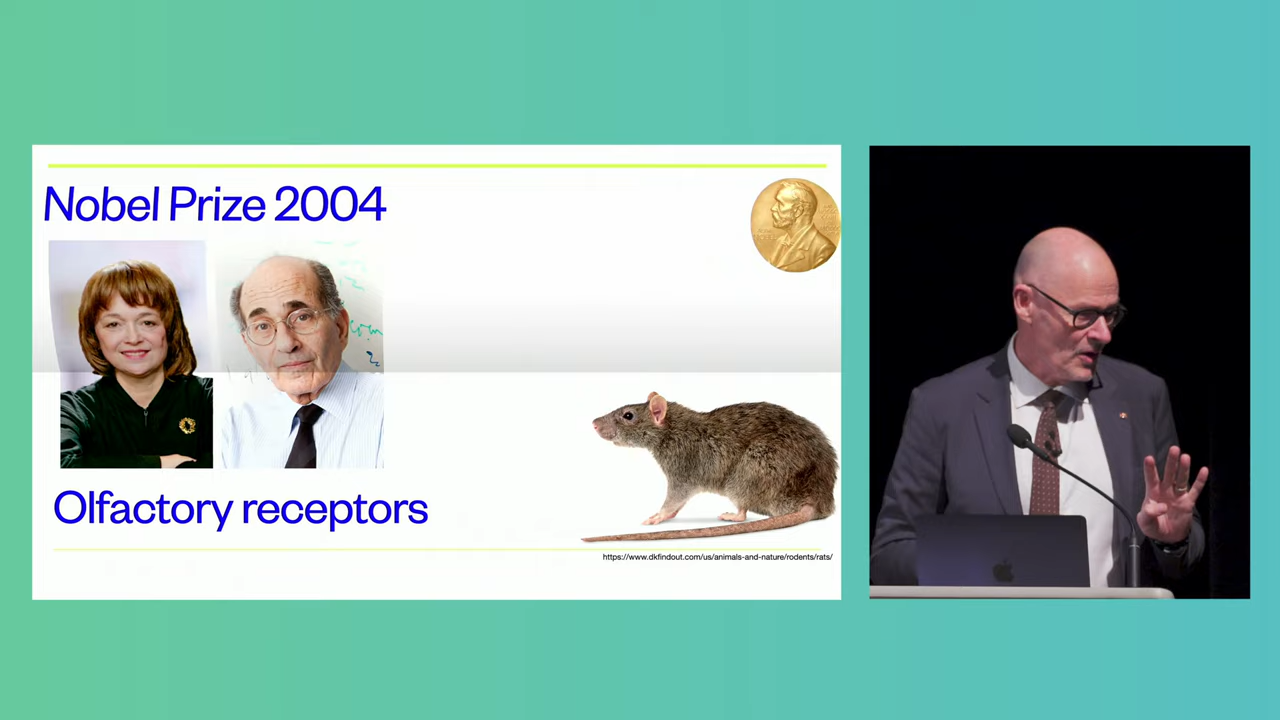 Nobel Prize 2004
Olfactory receptors
https://www.dkfindout.com/us/animals-and-nature/rodents/rats/